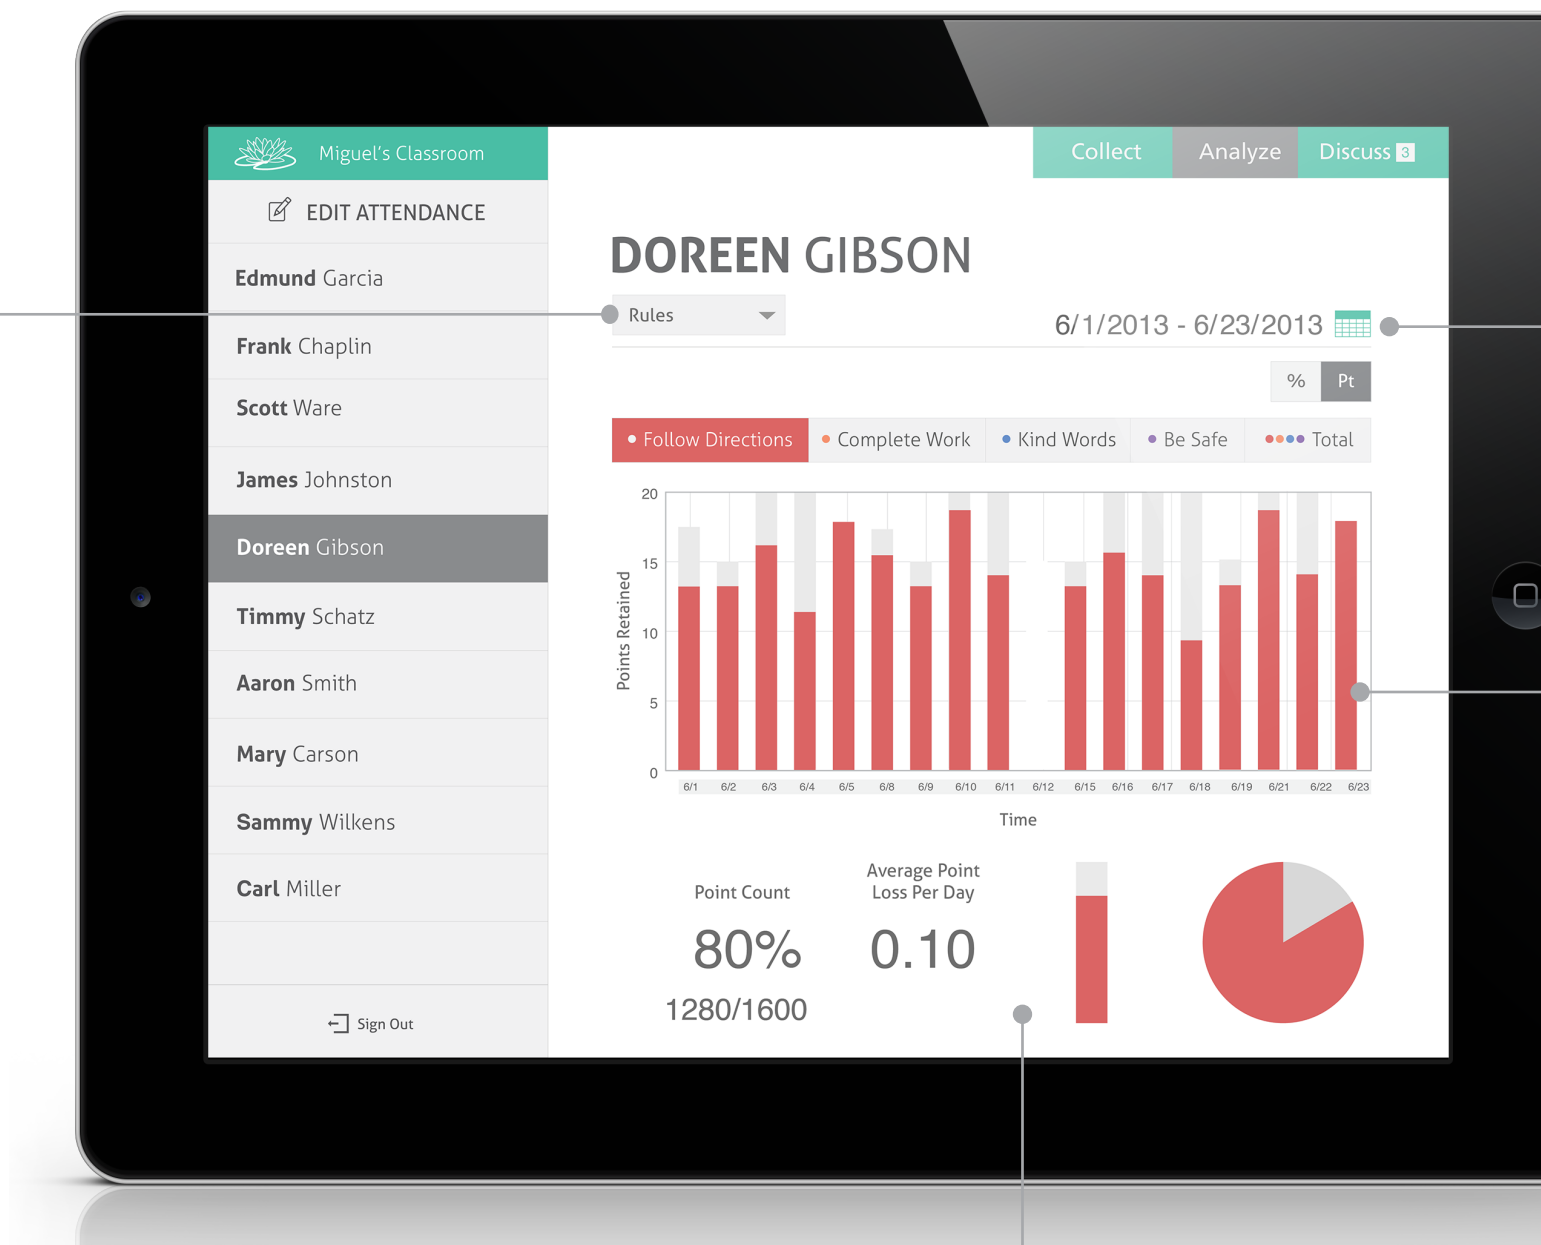 Miguel's Classroom
Collect
Analyze
Discuss 3
EDIT ATTENDANCE
Edmund Garcia
Frank Chaplin
Scott Ware
James Johnston
Doreen Gibson
Timmy Schatz
Aaron Smith
Mary Carson
Sammy Wilkens
Carl Miller
Sign Out
DOREEN GIBSON
Rules
6/1/2013 - 6/23/2013
% Pt
Follow Directions
Complete Work
Kind Words
Be Safe
Total
Points Retained
20
15
10
5
0
6/1 6/2 6/3 6/4 6/5 6/8 6/9 6/10 6/11 6/12 6/15 6/16 6/17 6/18 6/19 6/21 6/22 6/23
Time
Point Count
80%
1280/1600
Average Point
Loss Per Day
0.10